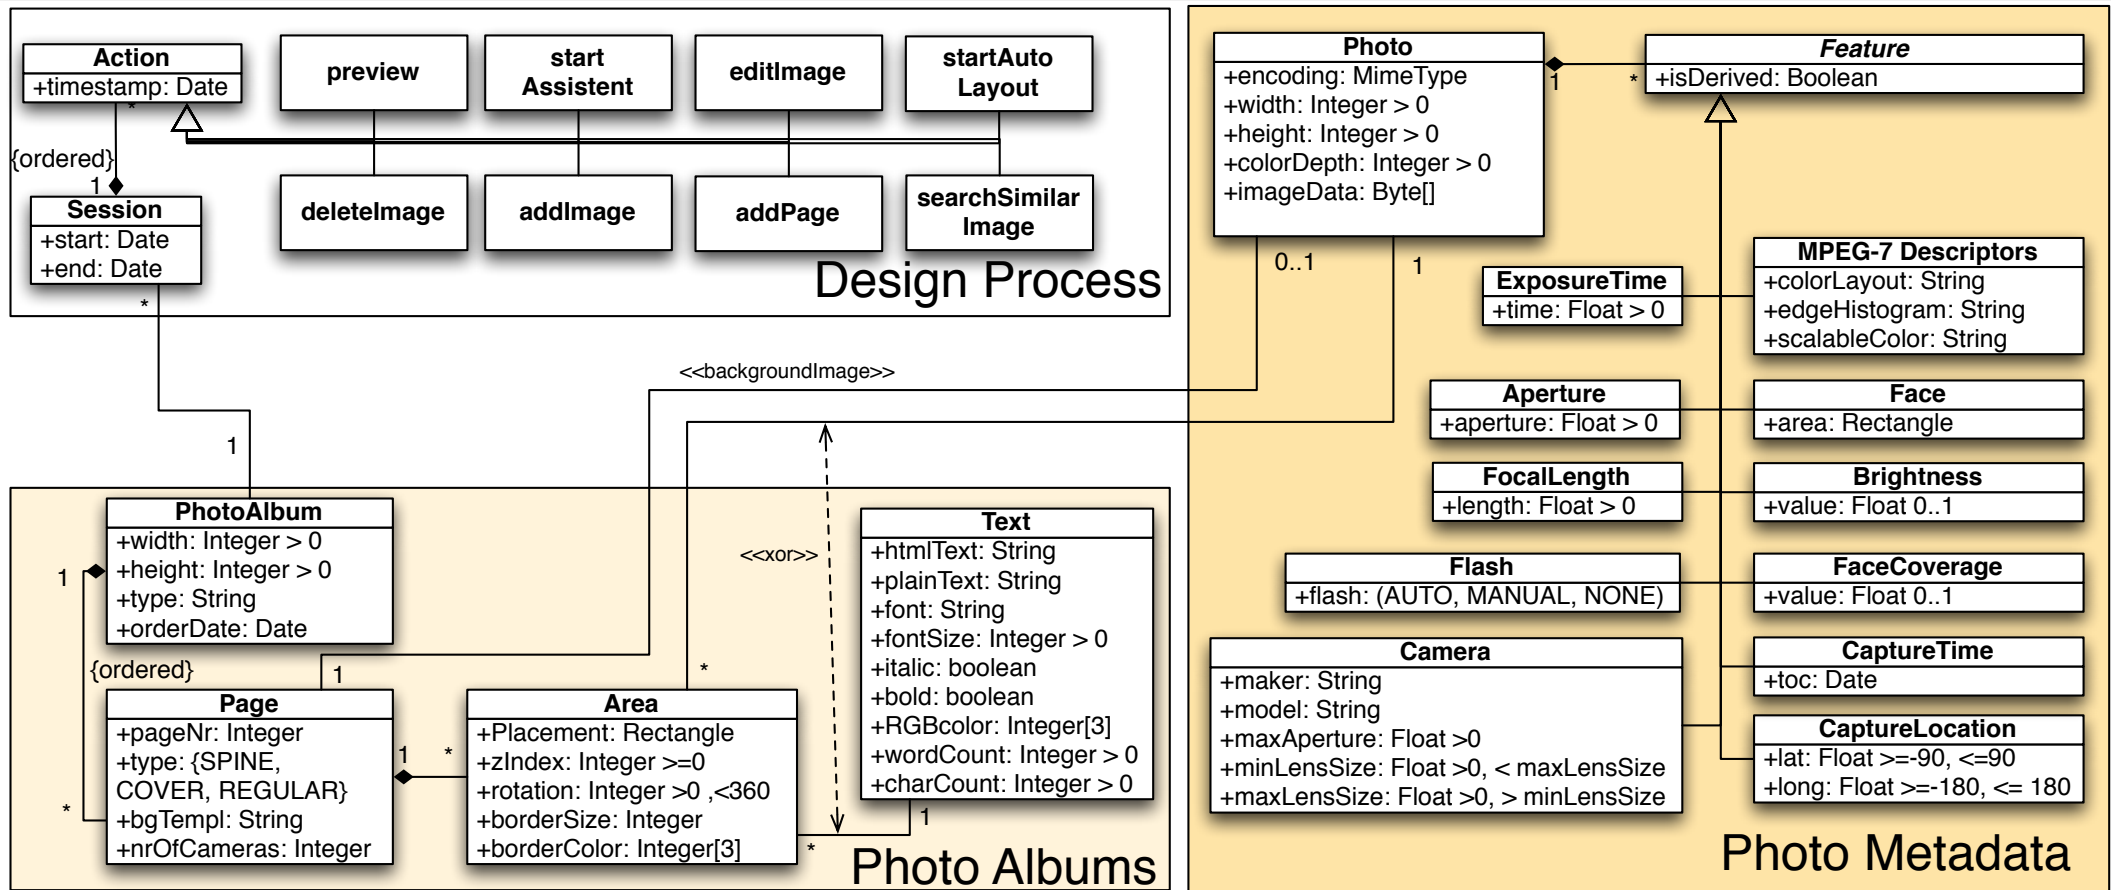 Action
+timestamp: Date
*
{ordered}
1
Session
+start: Date
+end: Date
*
preview
start
Assistent
editImage
startAuto
Layout
deleteImage
addImage
addPage
searchSimilar
Image
Design Process
1
<<backgroundImage>>
<<xor>>
PhotoAlbum
+width: Integer > 0
+height: Integer > 0
+type: String
+orderDate: Date
1
{ordered}
*
1
Page
+pageNr: Integer
+type: {SPINE,
COVER, REGULAR}
+bgTempl: String
+nrOfCameras: Integer
1
*
*
Area
+Placement: Rectangle
+zIndex: Integer >=0
+rotation: Integer >0 ,<360
+borderSize: Integer
+borderColor: Integer[3]
*
1
Text
+htmlText: String
+plainText: String
+font: String
+fontSize: Integer > 0
+italic: boolean
+bold: boolean
+RGBcolor: Integer[3]
+wordCount: Integer > 0
+charCount: Integer > 0
Photo Albums
Photo
+encoding: MimeType
+width: Integer > 0
+height: Integer > 0
+colorDepth: Integer > 0
+imageData: Byte[]
1
*
0..1
1
Feature
+isDerived: Boolean
ExposureTime
+time: Float > 0
MPEG-7 Descriptors
+colorLayout: String
+edgeHistogram: String
+scalableColor: String
Aperture
+aperture: Float > 0
Face
+area: Rectangle
FocalLength
+length: Float > 0
Brightness
+value: Float 0..1
Flash
+flash: (AUTO, MANUAL, NONE)
FaceCoverage
+value: Float 0..1
Camera
+maker: String
+model: String
+maxAperture: Float >0
+minLensSize: Float >0, < maxLensSize
+maxLensSize: Float >0, > minLensSize
CaptureTime
+toc: Date
CaptureLocation
+lat: Float >=-90, <=90
+long: Float >=-180, <= 180
Photo Metadata